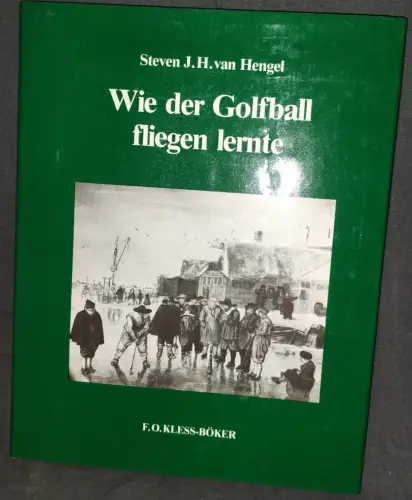 Steven J. H. van Hengel
Wie der Golfball
fliegen lernte
F. O. KLESS-BÖKER